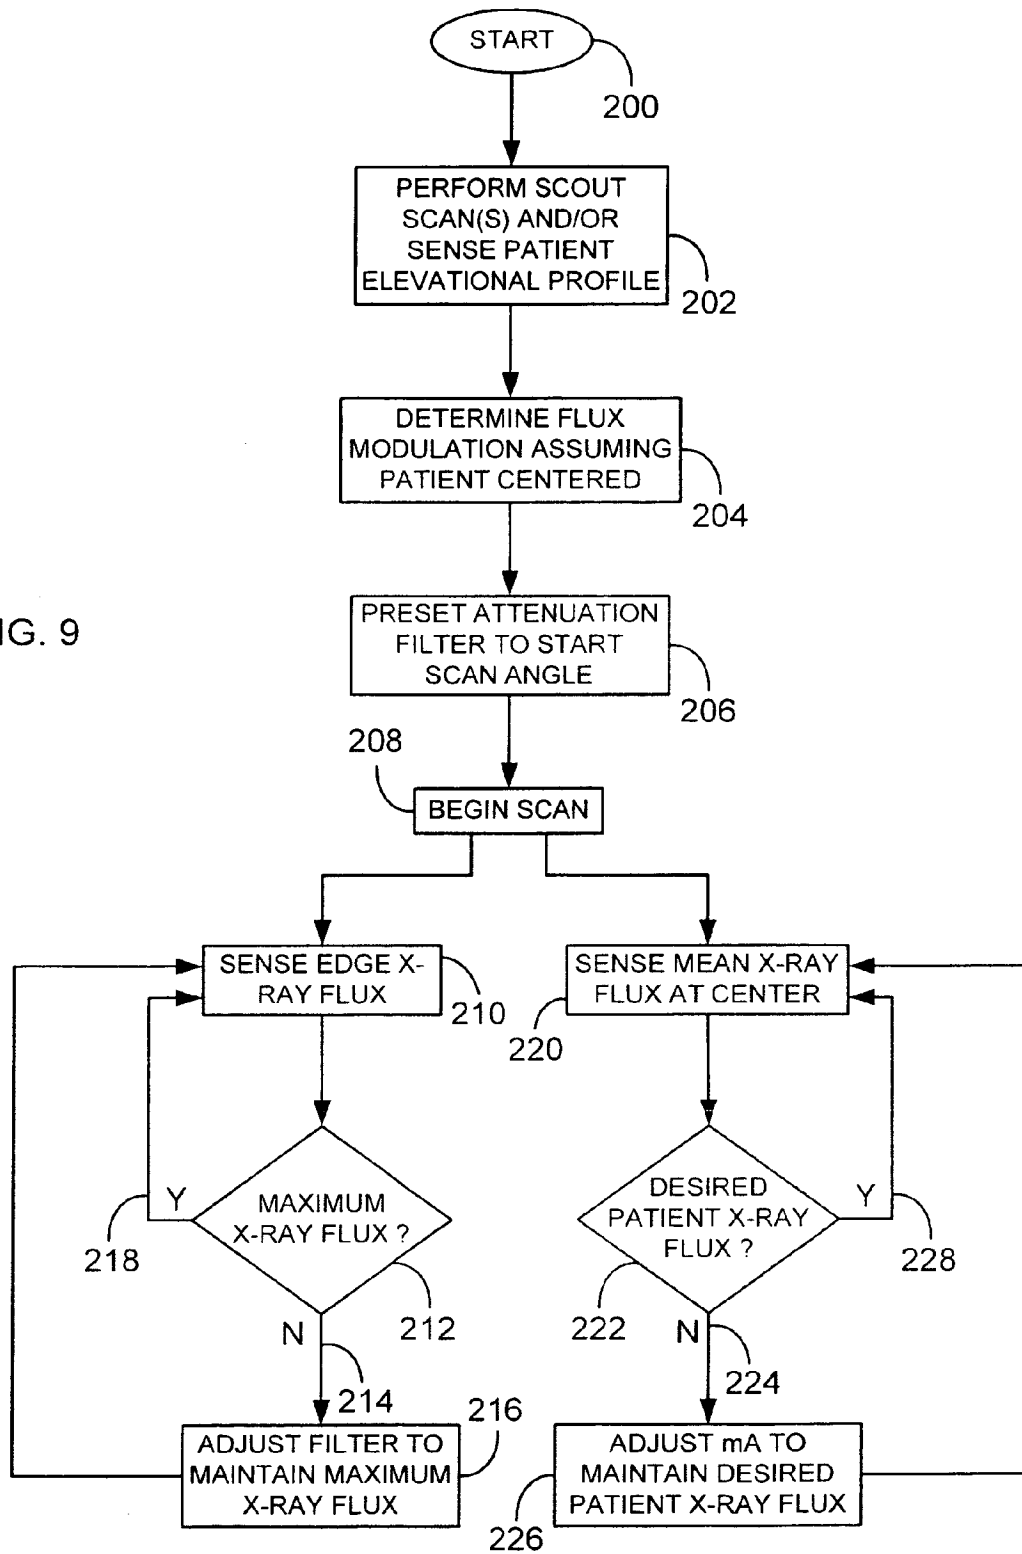 START
200
PERFORM SCOUT
SCAN(S) AND/OR
SENSE PATIENT
ELEVATIONAL PROFILE
202
DETERMINE FLUX
MODULATION ASSUMING
PATIENT CENTERED
204
IG. 9
PRESET ATTENUATION
FILTER TO START
SCAN ANGLE
206
208
BEGIN SCAN
SENSE EDGE X-
RAY FLUX
210
SENSE MEAN X-RAY
FLUX AT CENTER
220
MAXIMUM
X-RAY FLUX ?
Y
218
212
N
214
DESIRED
PATIENT X-RAY
FLUX ?
Y
228
222
N
224
216
ADJUST FILTER TO
MAINTAIN MAXIMUM
X-RAY FLUX
ADJUST mA TO
MAINTAIN DESIRED
PATIENT X-RAY FLUX
226